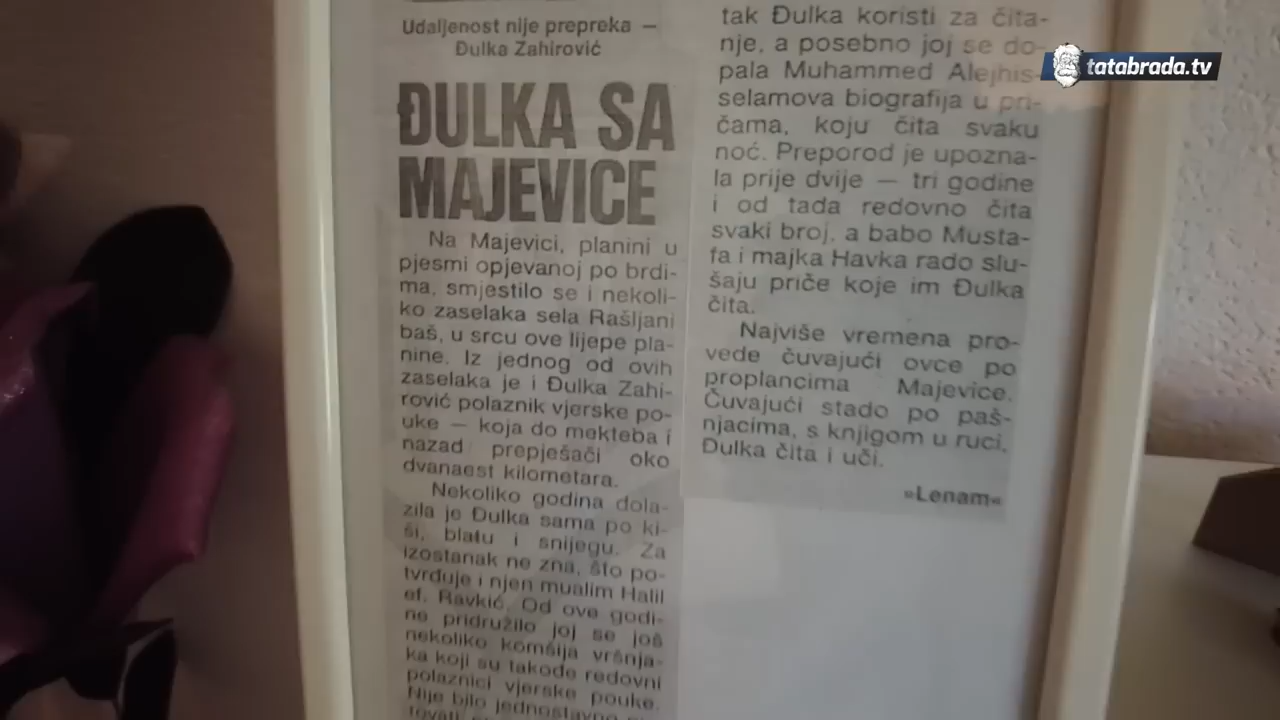 Udaljenost nije prepreka —
Đulka Zahirović
ĐULKA SA
MAJEVICE
Na Majevici, planini u
pjesmi opjevanoj po brdi-
ma, smjestilo se i nekoli-
ko zaselaka sela Rašljani
baš, u srcu ove lijepe pla-
nine. Iz jednog od ovih
zaselaka je i Đulka Zahi-
rović polaznik vjerske po-
uke — koja do mekteba i
nazad prepješači oko
dvanaest kilometara.
Nekoliko godina dola-
zila je Đulka sama po ki-
ši, blatu i snijegu. Za
izostanak ne zna, što po-
tvrđuje i njen mualim Halil
ef. Ravkić. Od ove godi-
ne pridružilo joj se još
nekoliko komšija vršnja-
ka koji su takođe redovni
polaznici vjerske pouke.
Nije bilo jednostavno
tak Đulka koristi za čita-
nje, a posebno joj se do-
pala Muhammed Alejhis-
selamova biografija u pri-
čama, koju čita svaku
noć. Preporod je upozna-
la prije dvije — tri godine
i od tada redovno čita
svaki broj, a babo Musta-
fa i majka Havka rado slu-
šaju priče koje im Đulka
čita.
Najviše vremena pro-
vede čuvajući ovce po
proplancima Majevice.
Čuvajući stado po paš-
njacima, s knjigom u ruci,
Đulka čita i uči.
»Lenam«
tatabrada.tv